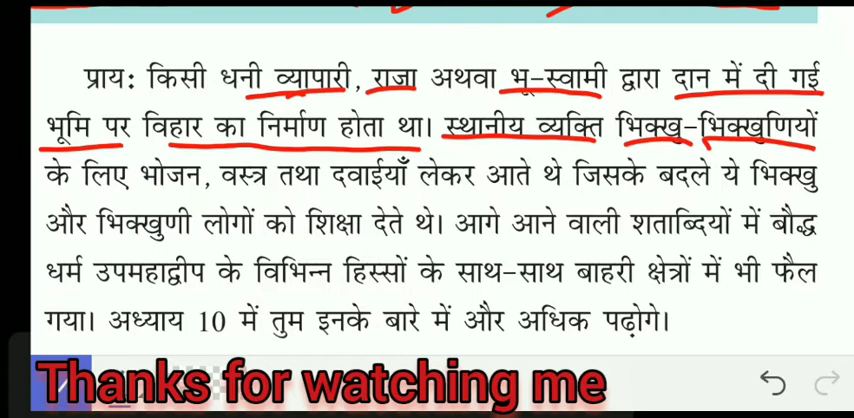 प्राय: किसी धनी व्यापारी, राजा अथवा भू-स्वामी द्वारा दान में दी गई
भूमि पर विहार का निर्माण होता था। स्थानीय व्यक्ति भिक्खु-भिक्खुणियों
के लिए भोजन, वस्त्र तथा दवाईयाँ लेकर आते थे जिसके बदले ये भिक्खु
और भिक्खुणी लोगों को शिक्षा देते थे। आगे आने वाली शताब्दियों में बौद्ध
धर्म उपमहाद्वीप के विभिन्न हिस्सों के साथ-साथ बाहरी क्षेत्रों में भी फैल
गया। अध्याय 10 में तुम इनके बारे में और अधिक पढ़ोगे।
Thanks for watching me